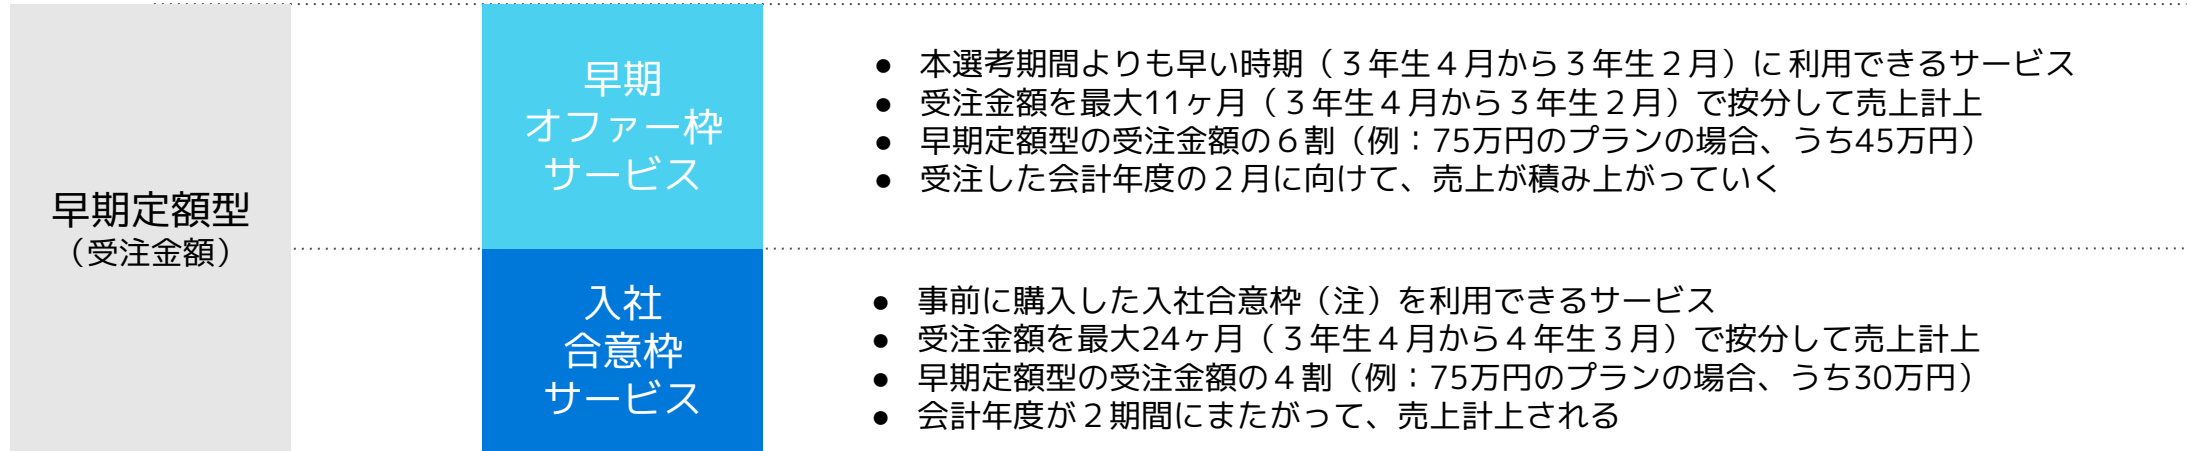 早期定額型
（受注金額）
早期
オファー枠
サービス
● 本選考期間よりも早い時期（３年生４月から３年生２月）に利用できるサービス
● 受注金額を最大11ヶ月（３年生４月から３年生２月）で按分して売上計上
● 早期定額型の受注金額の６割（例：75万円のプランの場合、うち45万円）
● 受注した会計年度の２月に向けて、売上が積み上がっていく
入社
合意枠
サービス
● 事前に購入した入社合意枠（注）を利用できるサービス
● 受注金額を最大24ヶ月（３年生４月から４年生３月）で按分して売上計上
● 早期定額型の受注金額の４割（例：75万円のプランの場合、うち30万円）
● 会計年度が２期間にまたがって、売上計上される